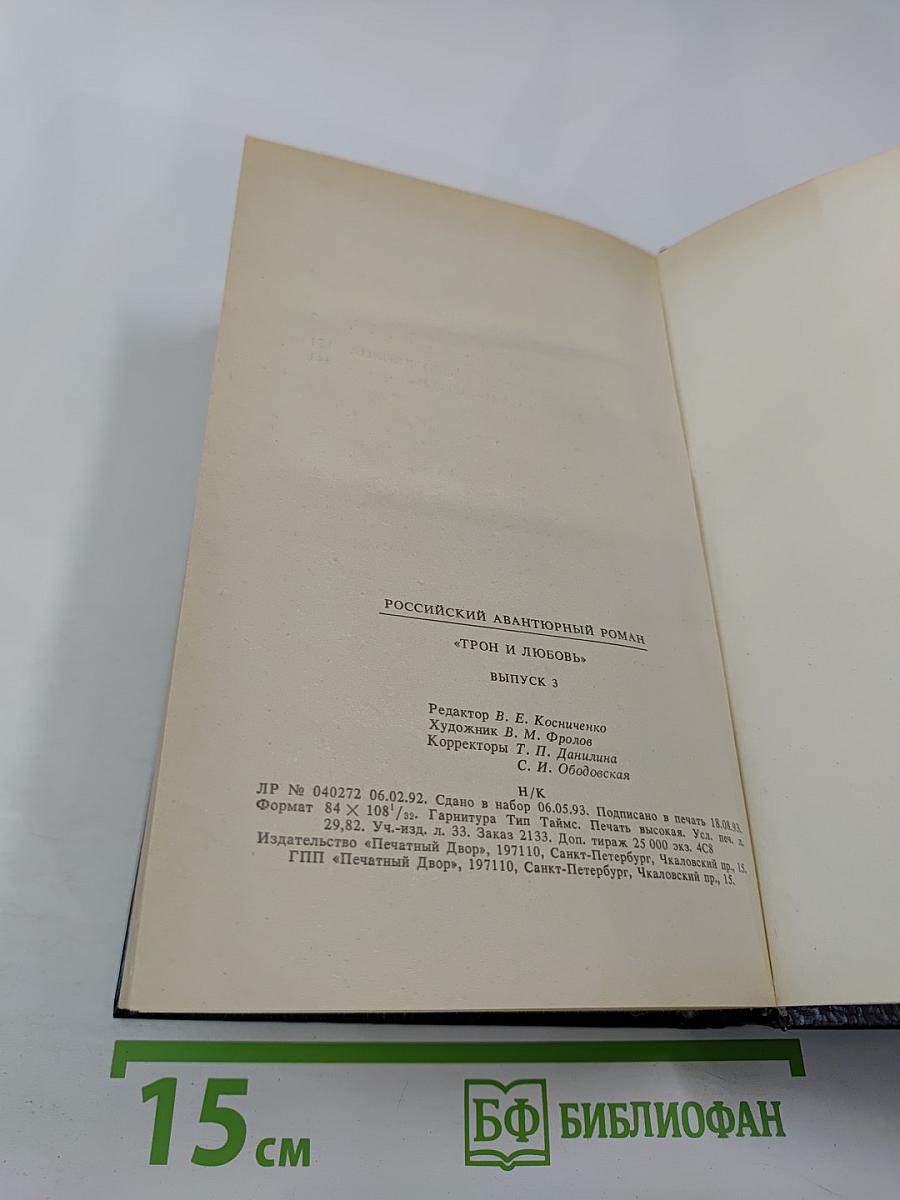 РОССИЙСКИЙ АВАНТЮРНЫЙ РОМАН
«ТРОН И ЛЮБОВЬ»
ВЫПУСК 3
Редактор В. Е. Косниченко
Художник В. М. Фролов
Корректоры Т. П. Данилина
С. И. Ободовская
Н/К
ЛР № 040272 06.02.92. Сдано в набор 06.05.93. Подписано в печать 18.08.93.
Формат 84 × 108¹/₃₂. Гарнитура Тип Таймс. Печать высокая. Усл. печ. л.
29,82. Уч.-изд. л. 33. Заказ 2133. Доп. тираж 25 000 экз. 4С8
Издательство «Печатный Двор», 197110, Санкт-Петербург, Чкаловский пр., 15.
ГПП «Печатный Двор», 197110, Санкт-Петербург, Чкаловский пр., 15.
15 см
БФ БИБЛИОФАН